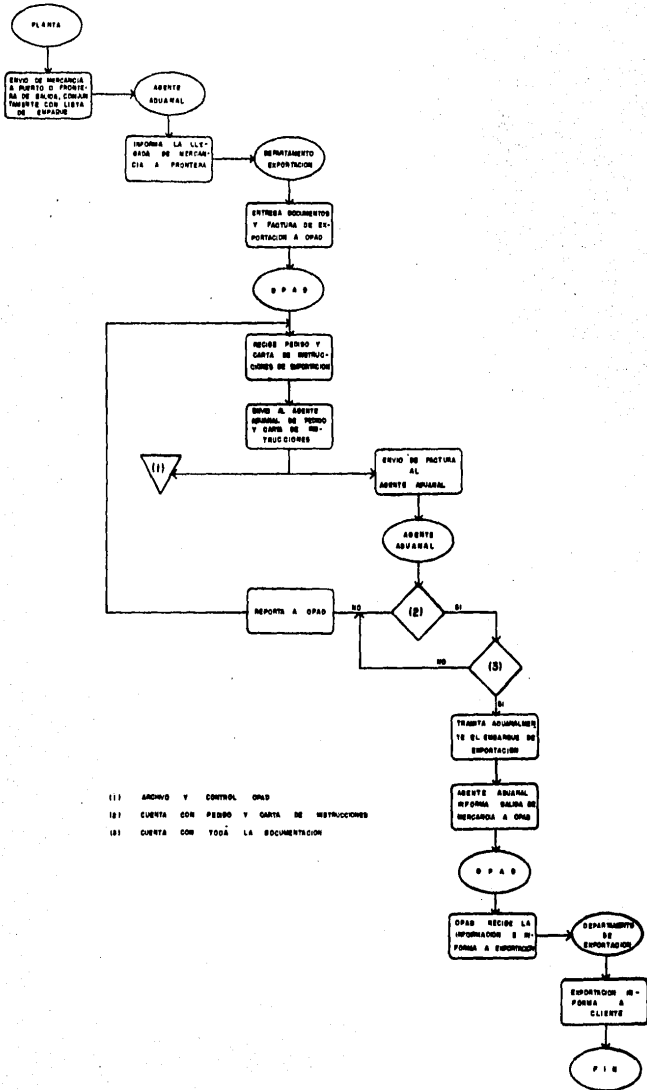 PLANTA
ENVIO DE MERCANCIA
A PUERTO O FRONTE-
RA DE SALIDA, CONJUN
TAMENTE CON LISTA
DE EMPAQUE
AGENTE
ADUANAL
INFORMA LA LLE-
GADA DE MERCAN-
CIA A FRONTERA
DEPARTAMENTO
EXPORTACION
ENTREGA DOCUMENTOS
Y FACTURA DE EX-
PORTACION A OPAD
OPAD
RECIBE PEDIDO Y
CARTA DE INSTRUC-
CIONES DE EXPORTACION
ENVIO AL AGENTE
ADUANAL DE PEDIDO
Y CARTA DE INS-
TRUCCIONES
(1)
ENVIO DE FACTURA
AL
AGENTE ADUANAL
AGENTE
ADUANAL
REPORTA A OPAD
NO
(2)
SI
NO
(3)
SI
TRAMITA ADUANALMEN
TE EL EMBARQUE DE
EXPORTACION
AGENTE ADUANAL
INFORMA SALIDA DE
MERCANCIA A OPAD
(1) ARCHIVO Y CONTROL OPAD
(2) CUENTA CON PEDIDO Y CARTA DE INSTRUCCIONES
(3) CUENTA CON TODA LA DOCUMENTACION
OPAD
OPAD RECIBE LA
INFORMACION E IN-
FORMA A EXPORTACION
DEPARTAMENTO
DE
EXPORTACION
EXPORTACION IN-
FORMA A
CLIENTE
FIN